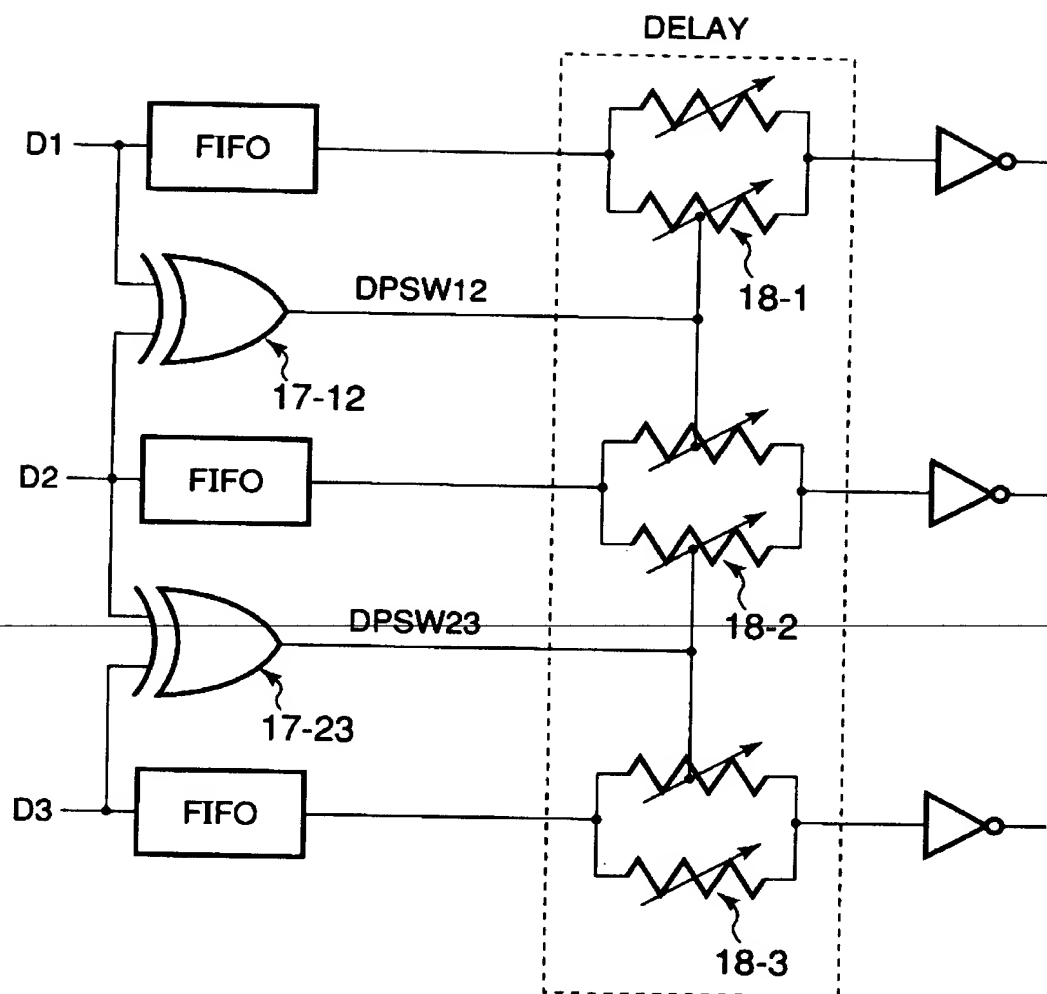 DELAY
D1
FIFO
18-1
DPSW12
17-12
D2
FIFO
18-2
DPSW23
17-23
D3
FIFO
18-3